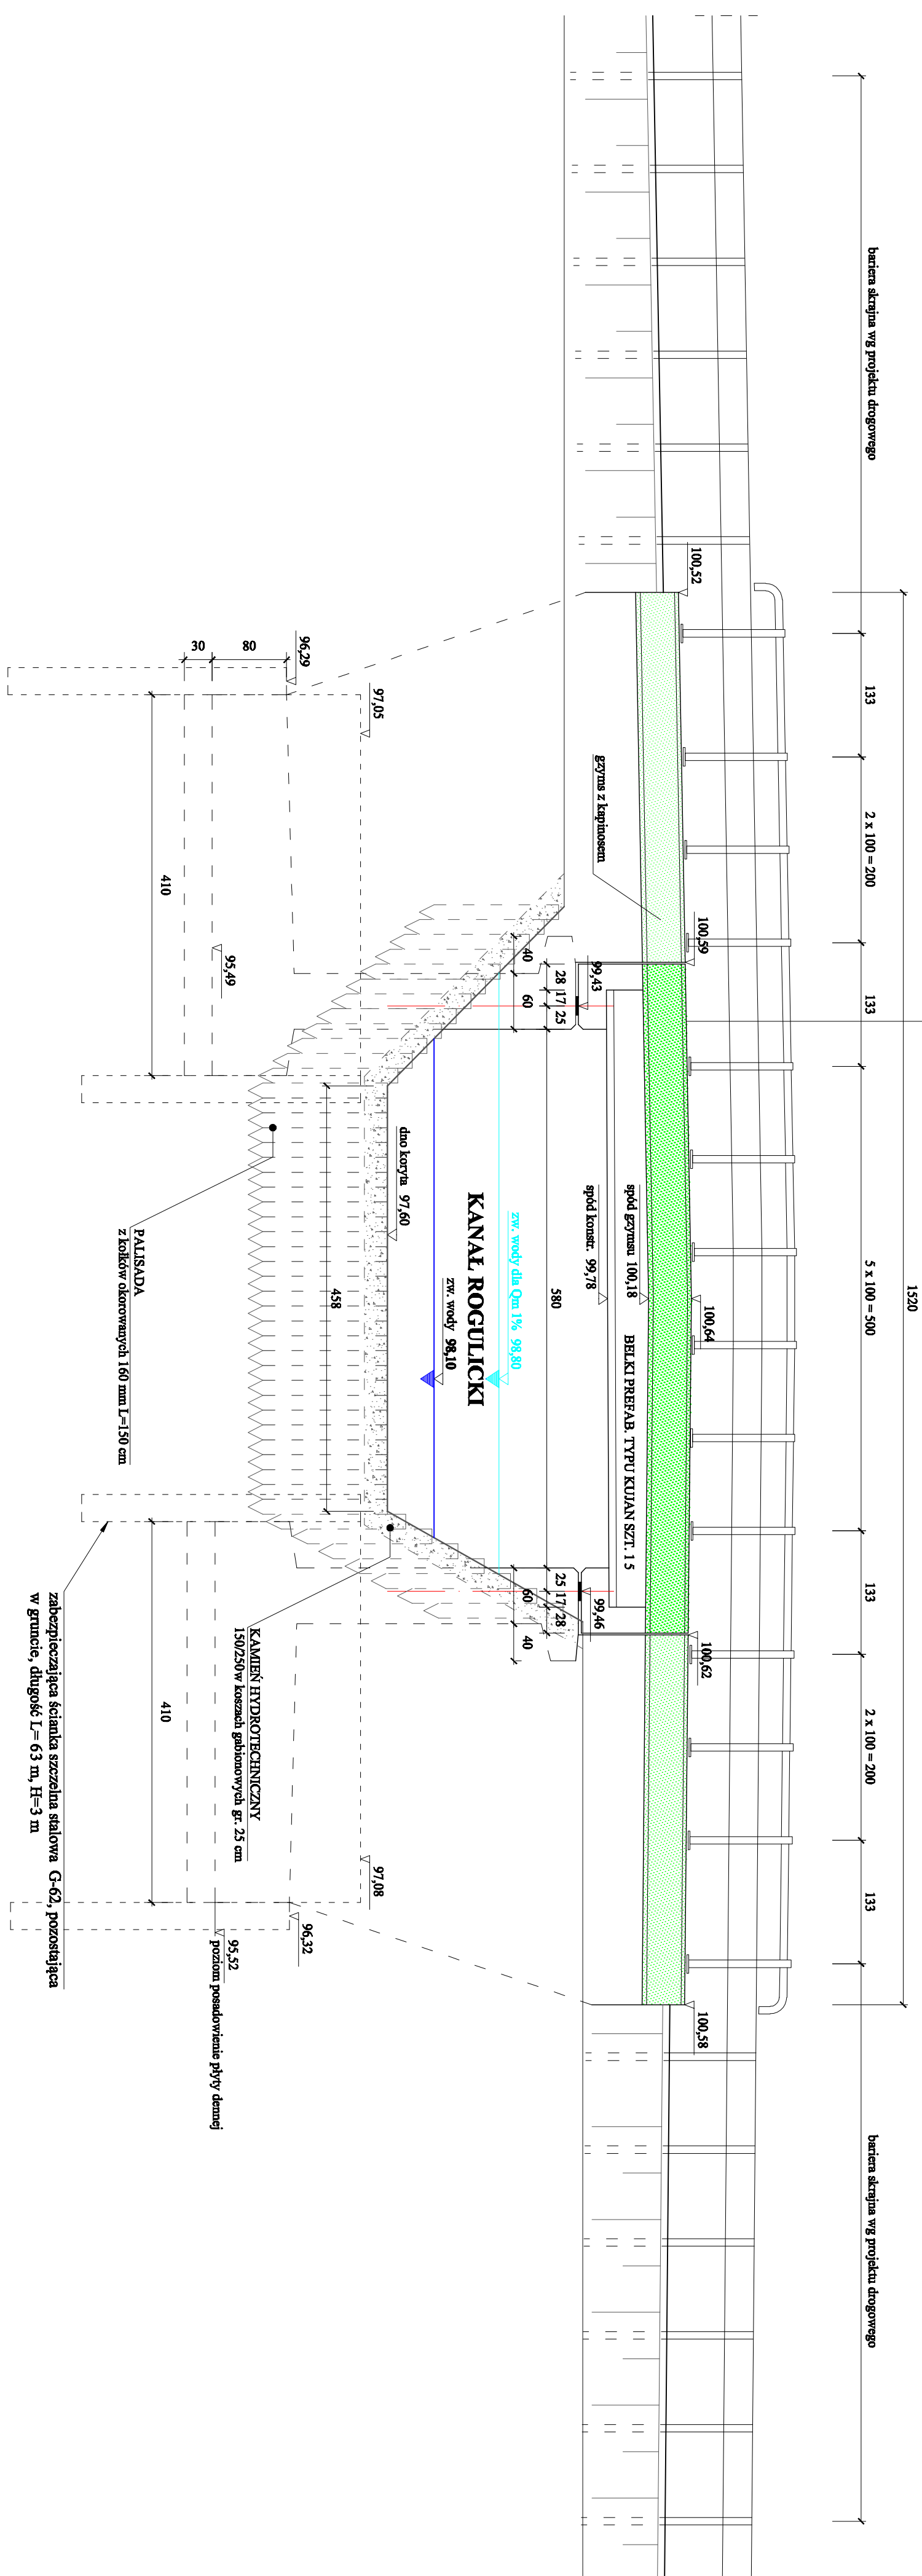 1520
bariera skrajna wg projektu drogowego
133
2 x 100 = 200
133
5 x 100 = 500
133
2 x 100 = 200
133
bariera skrajna wg projektu drogowego
100,52
100,59
100,64
100,62
100,58
gzyms z kapinosem
spód gzymsu 100,18
BELKI PREFAB. TYPU KUJAN SZT. 15
spód konstr. 99,78
99,43
99,46
28 17 25
580
25 17 28
40
60
60
40
zw. wody dla Qm 1% 98,80
KANAŁ ROGULICKI
zw. wody 98,10
dno koryta 97,60
97,05
97,08
458
96,29
96,32
80
30
95,49
95,52
poziom posadowienie płyty dennej
410
410
KAMIEŃ HYDROTECHNICZNY
150/250w koszach gabionowych gr. 25 cm
PALISADA
z kołków okorowanych 160 mm L=150 cm
zabezpieczająca ścianka szczelna stalowa G-62, pozostająca
w gruncie, długość L= 63 m, H=3 m